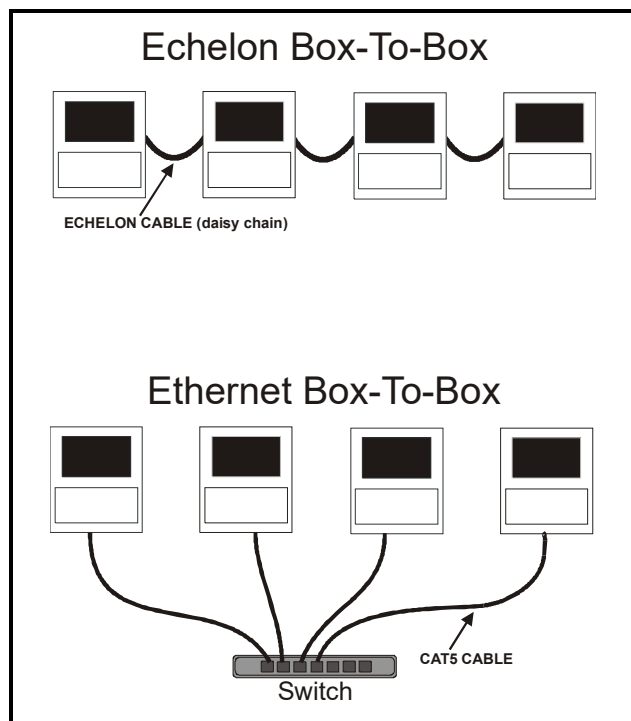 Echelon Box-To-Box
ECHELON CABLE (daisy chain)
Ethernet Box-To-Box
CAT5 CABLE
Switch